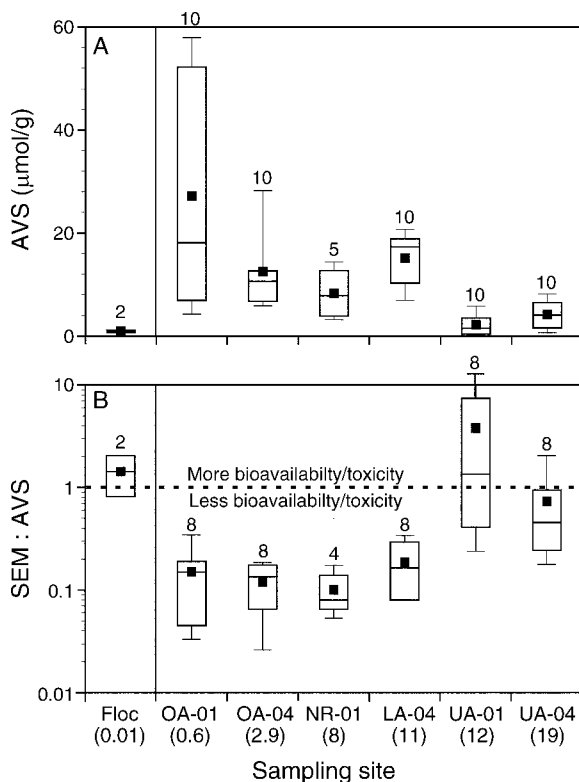 A
AVS (μmol/g)
60
40
20
0
2
10
10
5
10
10
10
B
SEM : AVS
10
1
0.1
0.01
2
8
8
4
8
8
8
More bioavailabilty/toxicity
Less bioavailabilty/toxicity
Floc OA-01 OA-04 NR-01 LA-04 UA-01 UA-04
(0.01) (0.6) (2.9) (8) (11) (12) (19)
Sampling site